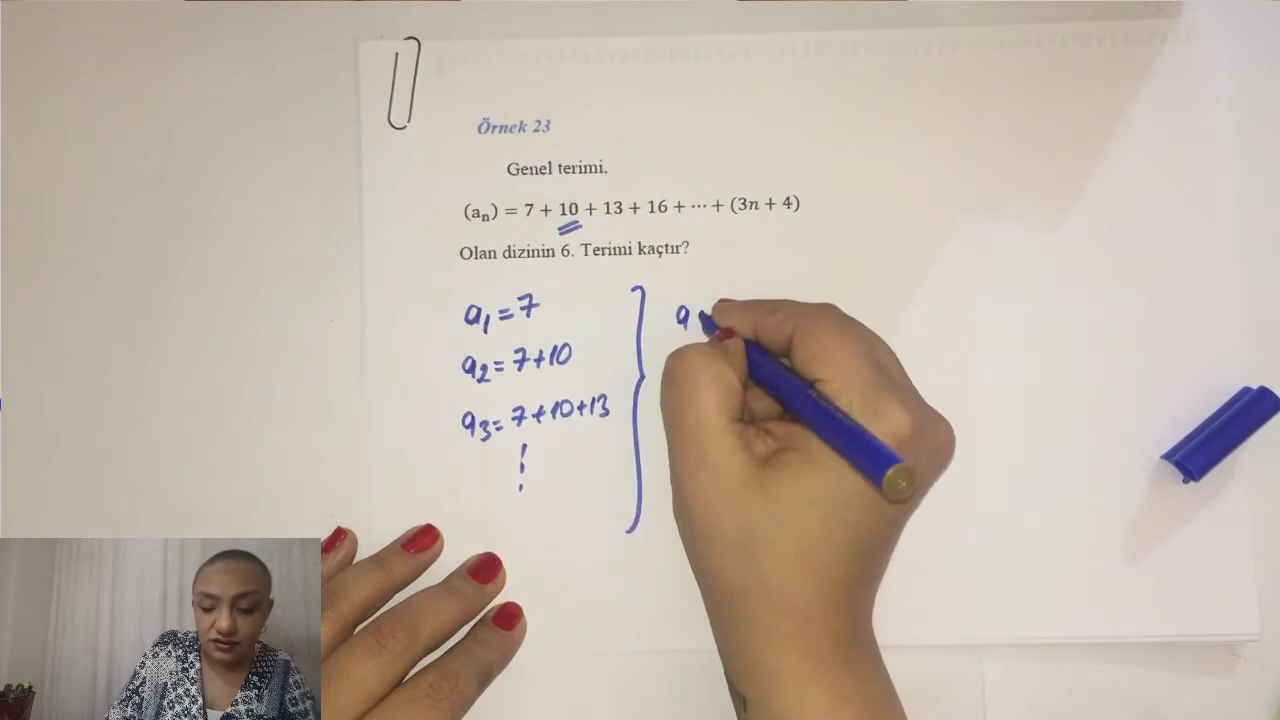 Örnek 23
Genel terimi,
(aₙ) = 7 + 10 + 13 + 16 + ⋯ + (3n + 4)
Olan dizinin 6. Terimi kaçtır?
a₁ = 7
a₂ = 7+10
a₃ = 7+10+13
a